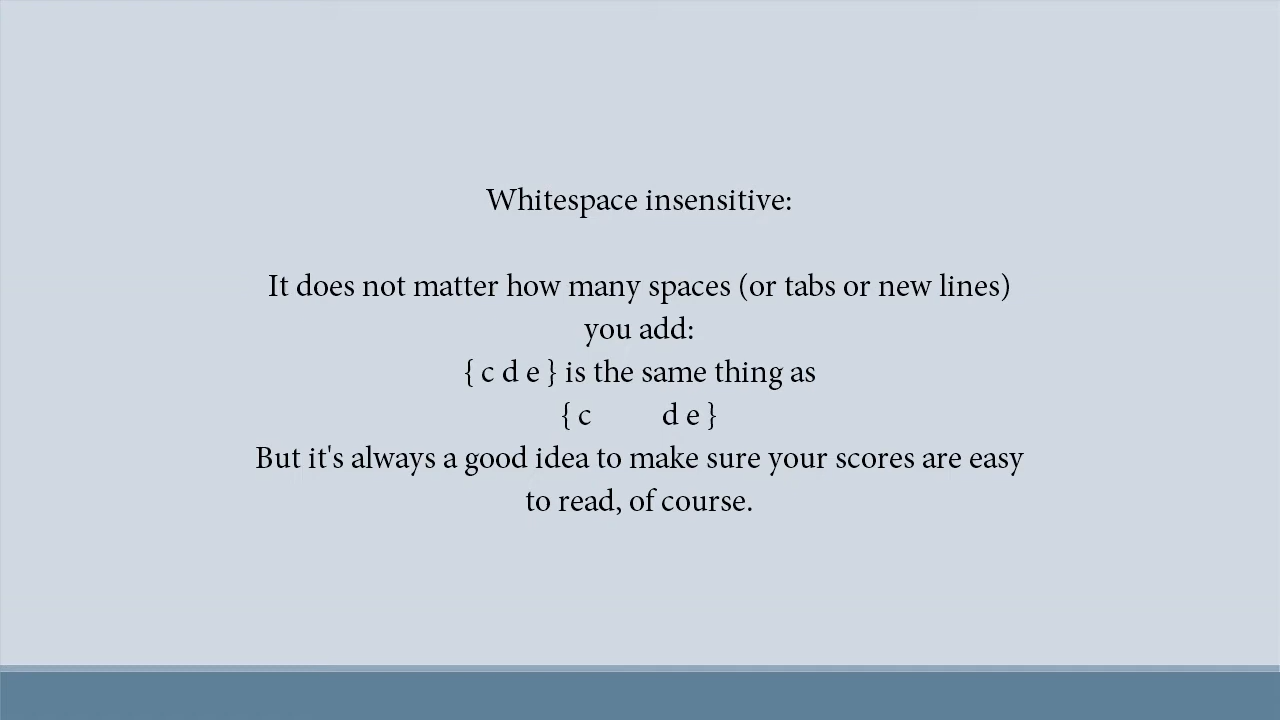 Whitespace insensitive:
It does not matter how many spaces (or tabs or new lines)
you add:
{ c d e } is the same thing as
{ c         d e }
But it's always a good idea to make sure your scores are easy
to read, of course.